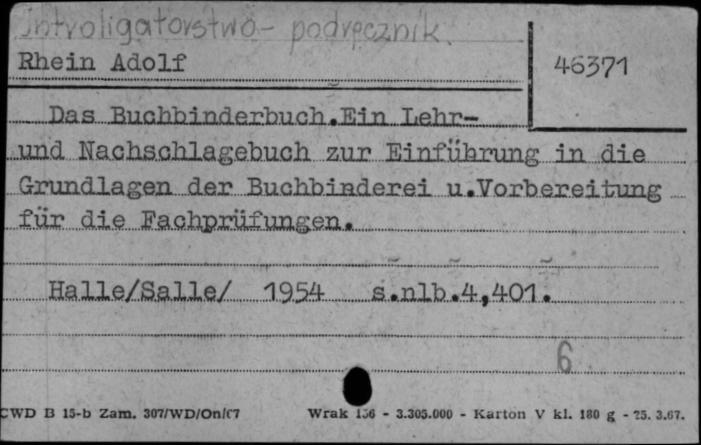 Introligatorstwo - podręcznik.
Rhein Adolf
46371
Das Buchbinderbuch.Ein Lehr-
und Nachschlagebuch zur Einführung in die
Grundlagen der Buchbinderei u.Vorbereitung
für die Fachprüfungen.
Halle/Salle/ 1954 s.nlb.4,401.
6
CWD B 15-b Zam. 307/WD/On/67
Wrak 136 - 3.305.000 - Karton V kl. 180 g - 25. 3.67.